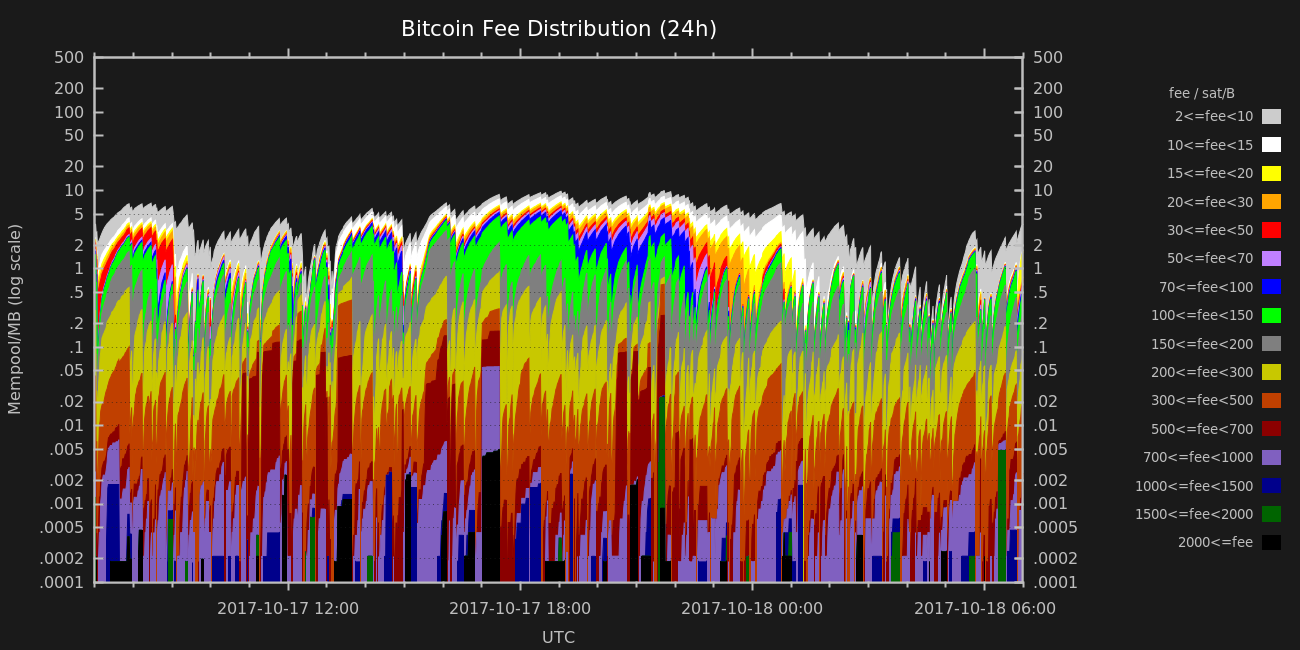 Bitcoin Fee Distribution (24h)
500 500
200 200
100 100
50 50
20 20
10 10
5 5
2 2
1 1
.5 .5
.2 .2
.1 .1
.05 .05
.02 .02
.01 .01
.005 .005
.002 .002
.001 .001
.0005 .0005
.0002 .0002
.0001 .0001
Mempool/MB (log scale)
2017-10-17 12:00 2017-10-17 18:00 2017-10-18 00:00 2017-10-18 06:00
UTC
fee / sat/B
2<=fee<10
10<=fee<15
15<=fee<20
20<=fee<30
30<=fee<50
50<=fee<70
70<=fee<100
100<=fee<150
150<=fee<200
200<=fee<300
300<=fee<500
500<=fee<700
700<=fee<1000
1000<=fee<1500
1500<=fee<2000
2000<=fee